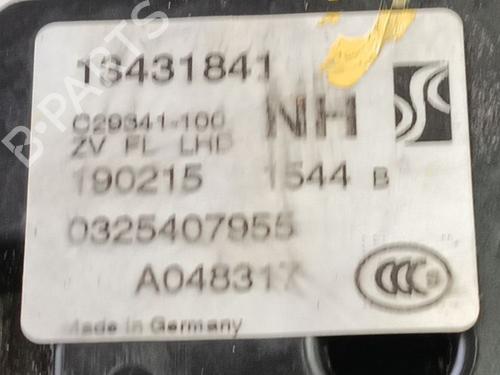 13431841
C29341-100 NH
ZV FL LHD
190215 1544 B
0325407955
A048317
Made in Germany
B-PARTS